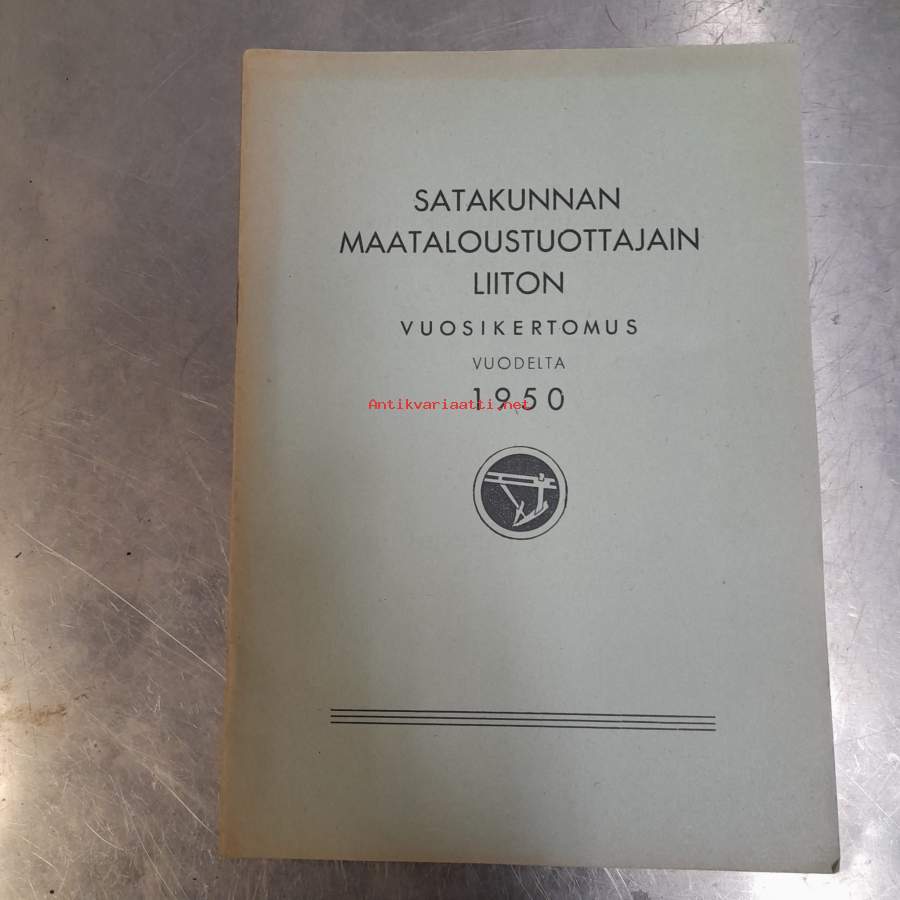 SATAKUNNAN
MAATALOUSTUOTTAJAIN
LIITON
VUOSIKERTOMUS
VUODELTA
1950
Antikvariaatti.net